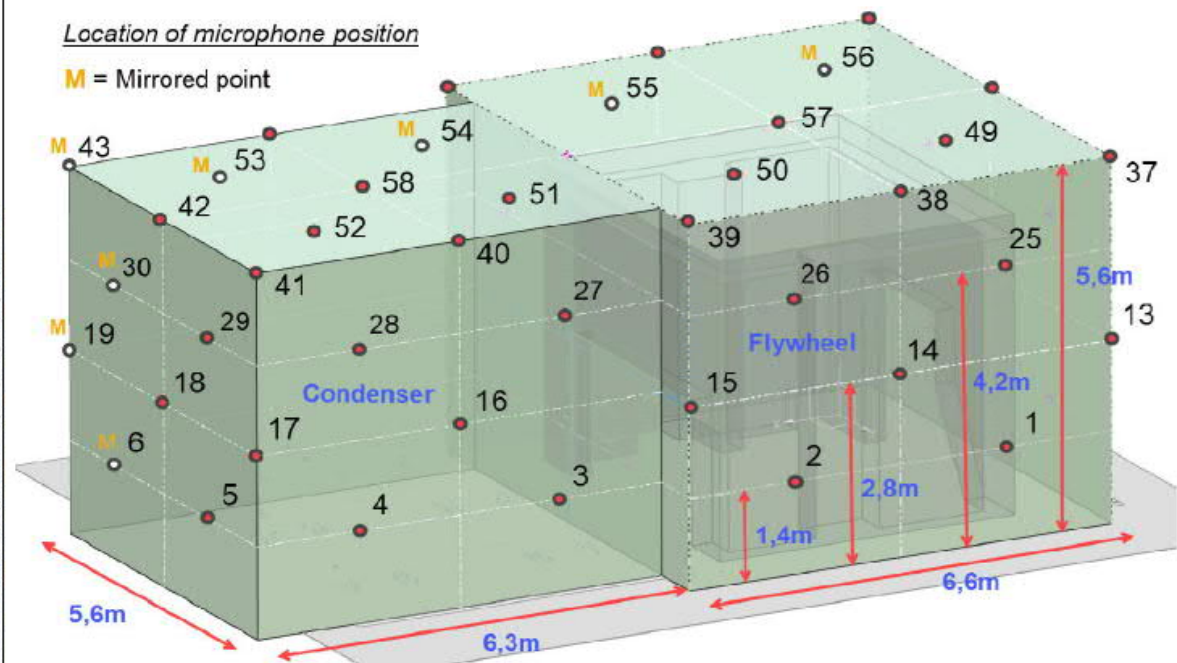 Location of microphone position
M = Mirrored point
M 56
M 55
M 54
57
49
M 43
M 53
37
58
50
51
38
42
52
39
40
25
41
M 30
27
26
5,6m
13
29
28
M 19
Flywheel
14
4,2m
18
Condenser
15
16
17
M 6
1
2
2,8m
3
5
4
1,4m
6,6m
5,6m
6,3m